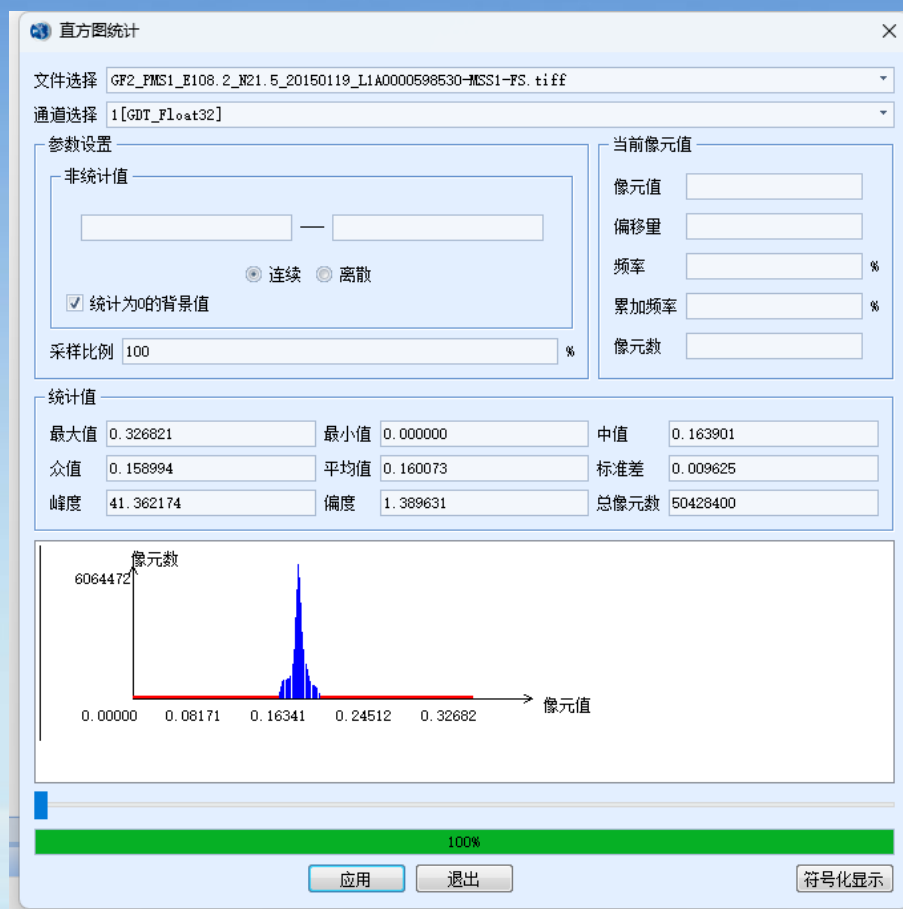 直方图统计
文件选择 GF2_PMS1_E108.2_N21.5_20150119_L1A0000598530-MSS1-FS.tiff
通道选择 1[GDT_Float32]
参数设置
非统计值
—
连续 离散
统计为0的背景值
采样比例 100 %
当前像元值
像元值
偏移量
频率 %
累加频率 %
像元数
统计值
最大值 0.326821 最小值 0.000000 中值 0.163901
众值 0.158994 平均值 0.160073 标准差 0.009625
峰度 41.362174 偏度 1.389631 总像元数 50428400
像元数
6064472
0.00000 0.08171 0.16341 0.24512 0.32682 像元值
100%
应用 退出 符号化显示